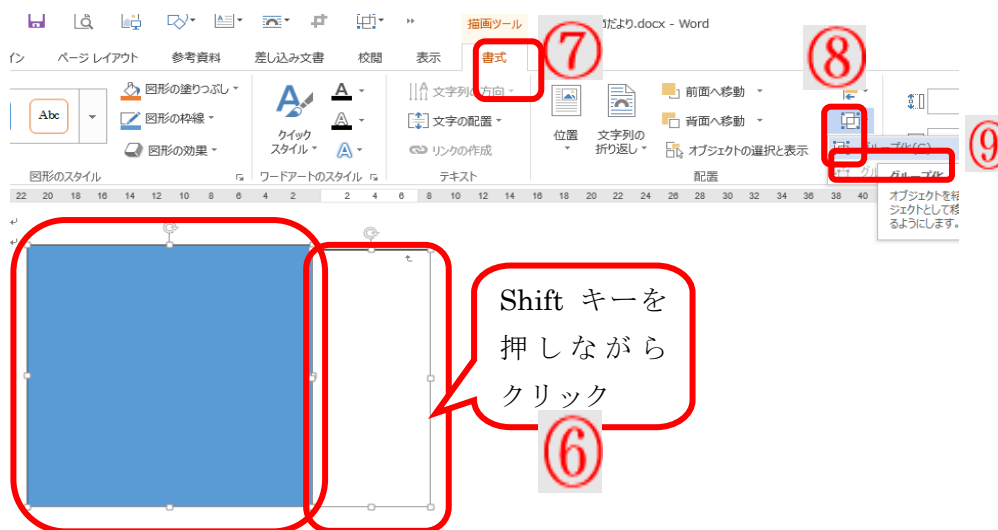 描画ツール
だより.docx - Word
ページ レイアウト
参考資料
差し込み文書
校閲
表示
書式
⑦
⑧
⑨
Abc
図形の塗りつぶし
図形の枠線
図形の効果
図形のスタイル
クイック
スタイル
ワードアートのスタイル
文字列の方向
文字の配置
リンクの作成
テキスト
位置
文字列の
折り返し
前面へ移動
背面へ移動
オブジェクトの選択と表示
配置
グループ化(G)
グループ化
オブジェクトを結
ジェクトとして移
るようにします。
22 20 18 16 14 12 10 8 6 4 2 2 4 6 8 10 12 14 16 18 20 22 24 26 28 30 32 34 36 38 40
Shift キーを
押しながら
クリック
⑥